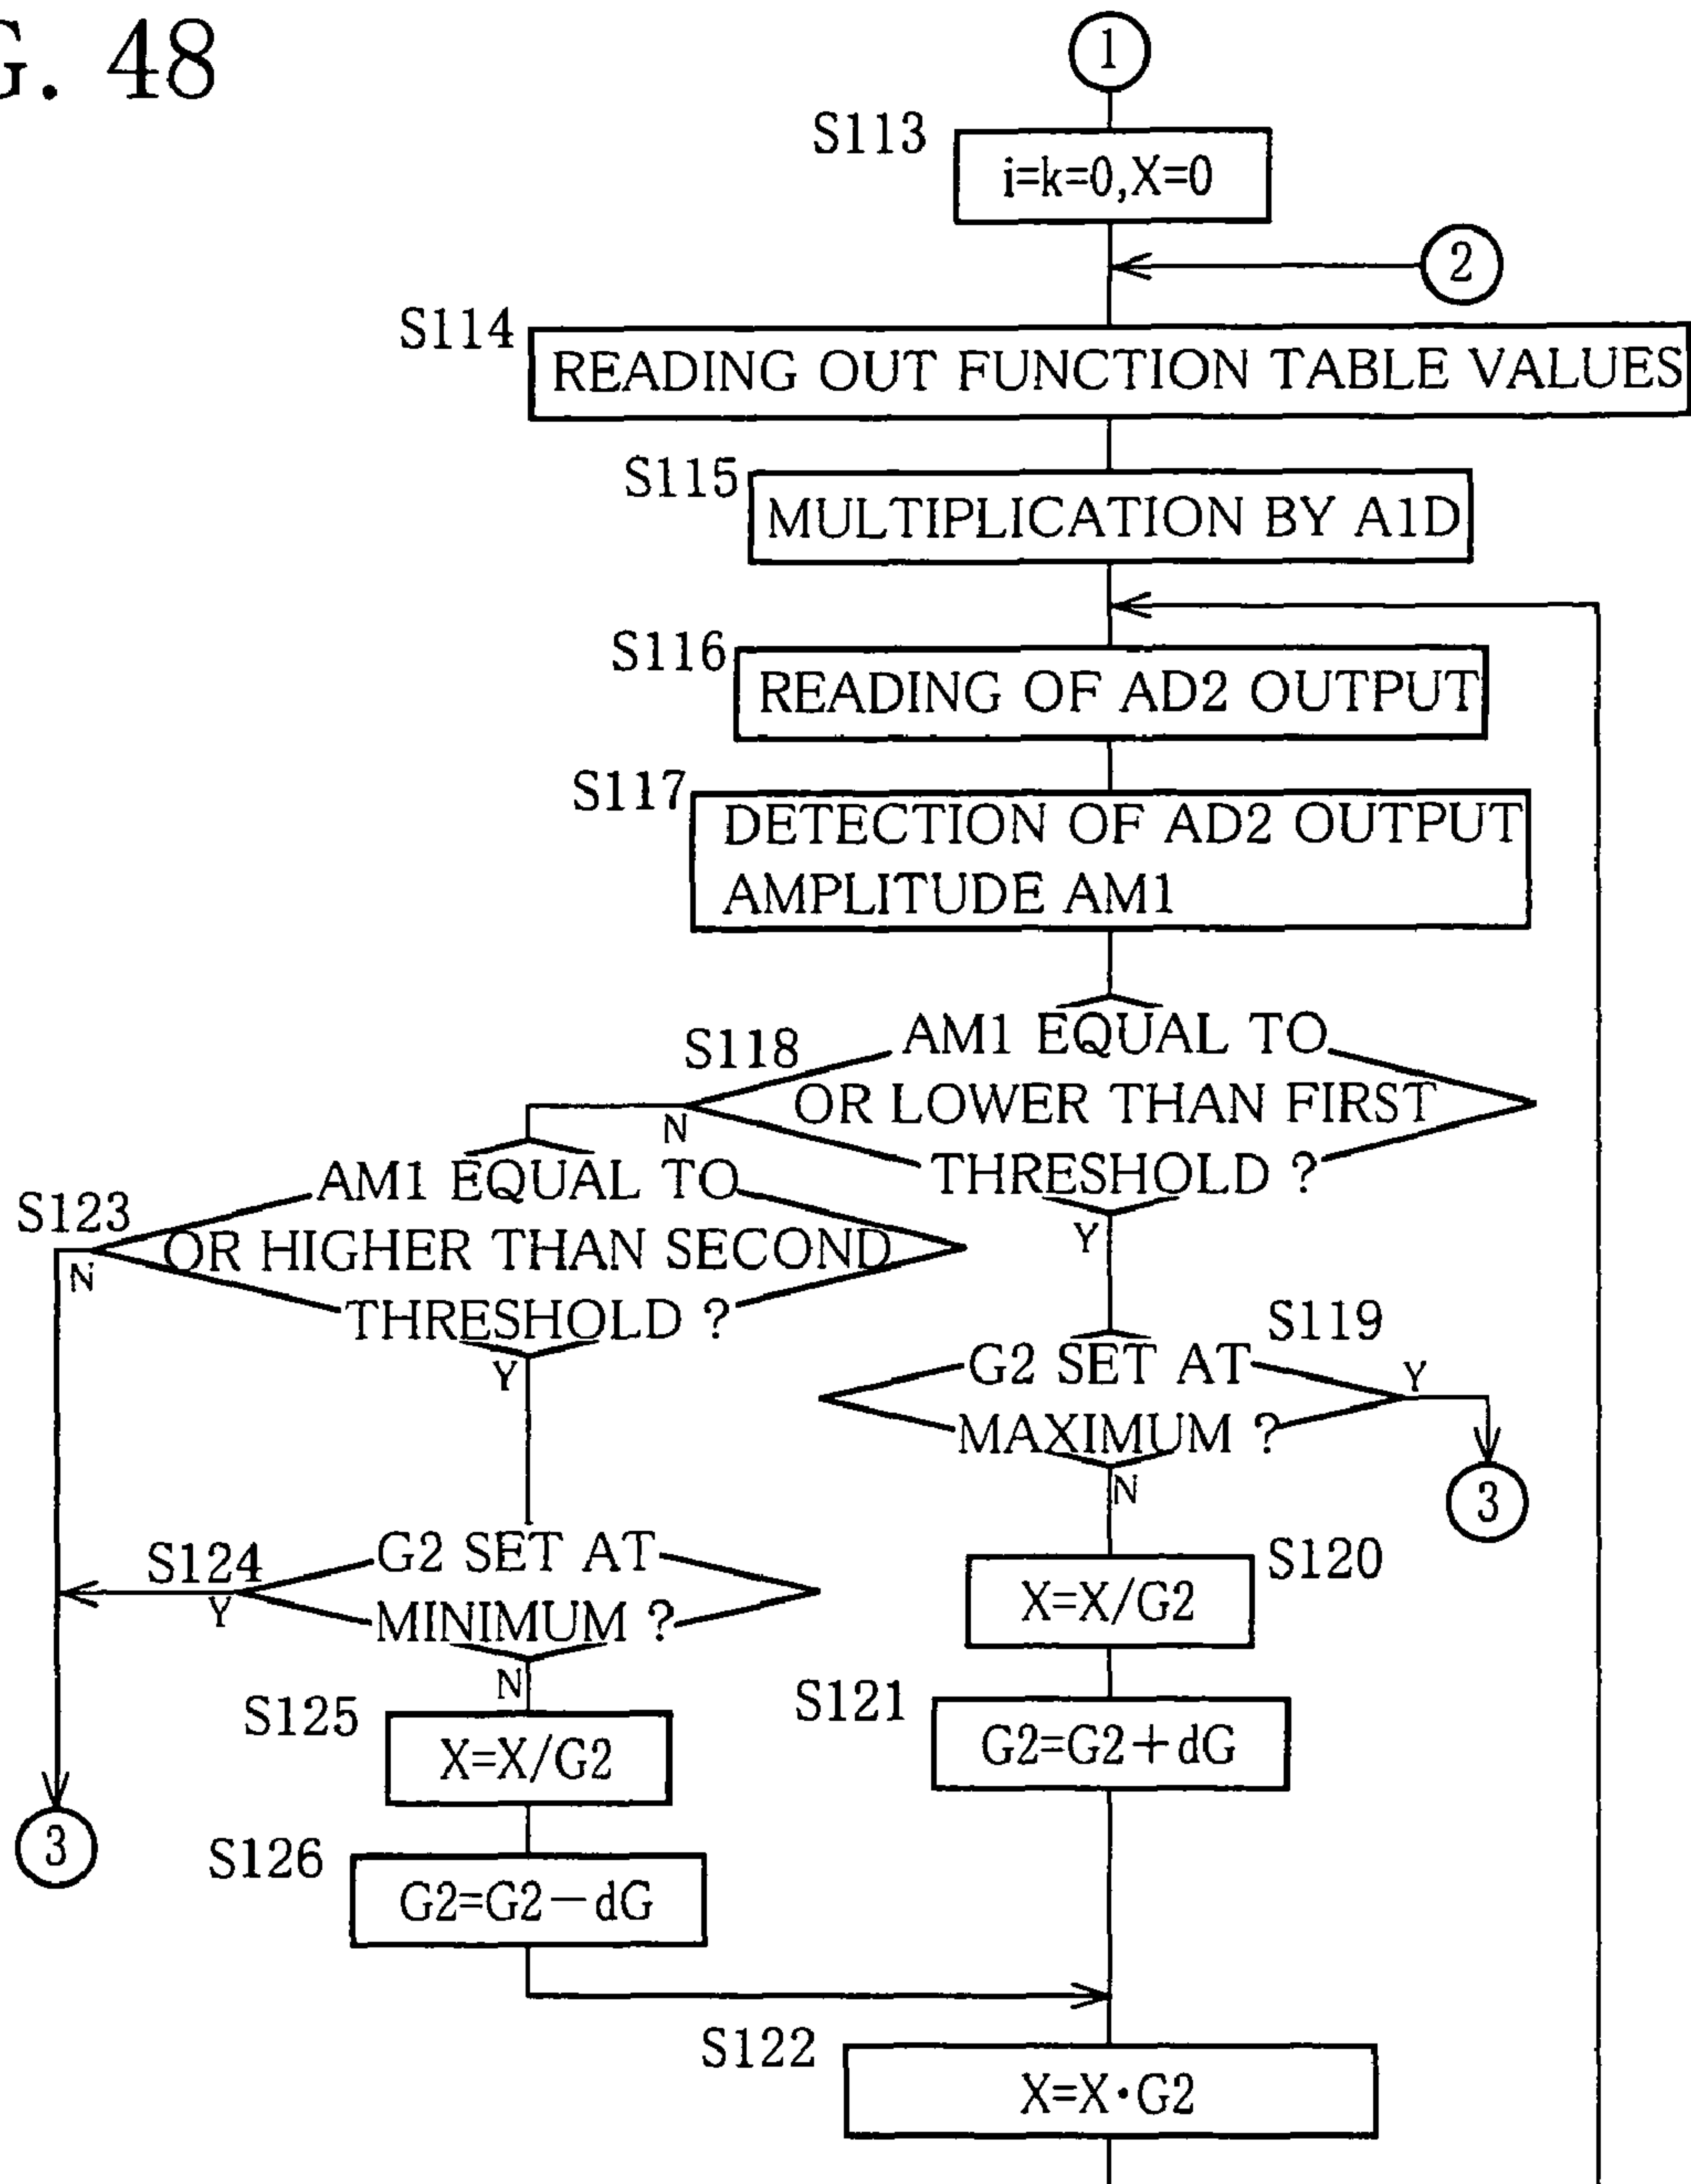 G. 48
1
S113
i=k=0,X=0
2
S114
READING OUT FUNCTION TABLE VALUES
S115
MULTIPLICATION BY A1D
S116
READING OF AD2 OUTPUT
S117
DETECTION OF AD2 OUTPUT
AMPLITUDE AM1
S118
AM1 EQUAL TO
OR LOWER THAN FIRST
THRESHOLD ?
N
Y
S123
AM1 EQUAL TO
OR HIGHER THAN SECOND
THRESHOLD ?
N
Y
S119
G2 SET AT
MAXIMUM ?
Y
N
3
S124
G2 SET AT
MINIMUM ?
Y
N
S120
X=X/G2
S125
X=X/G2
S121
G2=G2+dG
3
S126
G2=G2−dG
S122
X=X·G2